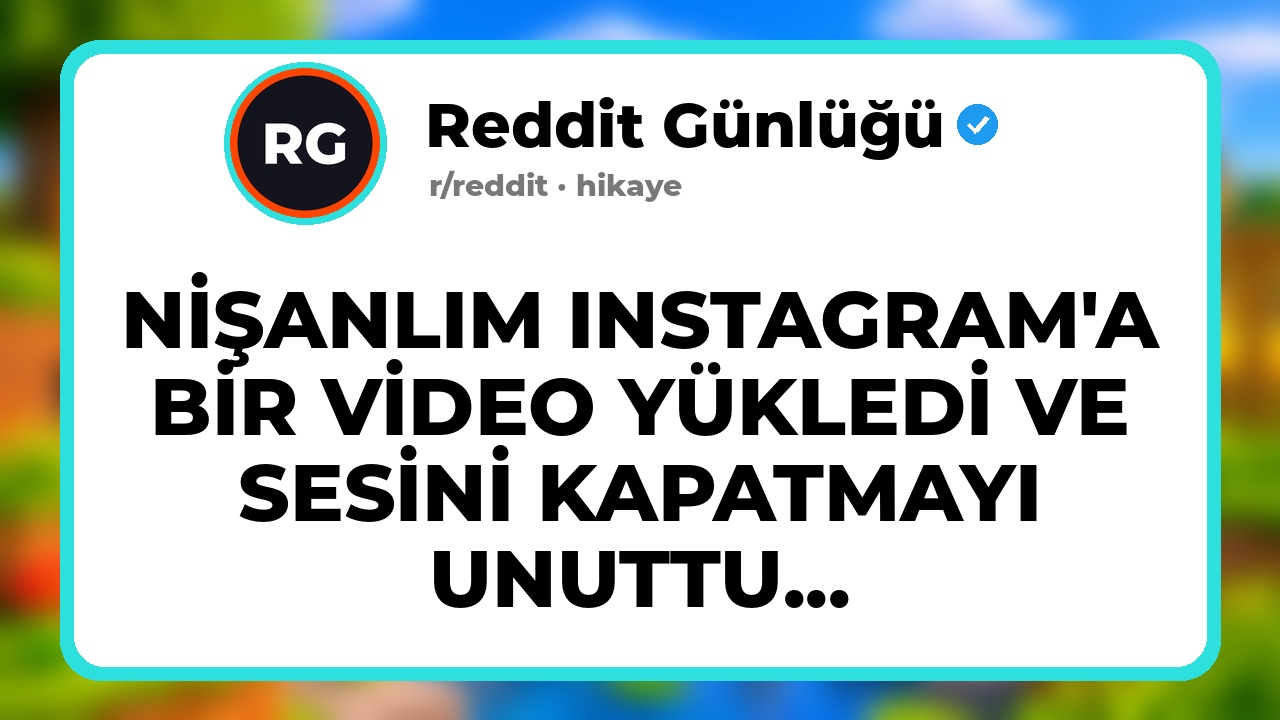 RG
Reddit Günlüğü
r/reddit • hikaye
NİŞANLIM INSTAGRAM'A
BİR VİDEO YÜKLEDİ VE
SESİNİ KAPATMAYI
UNUTTU...